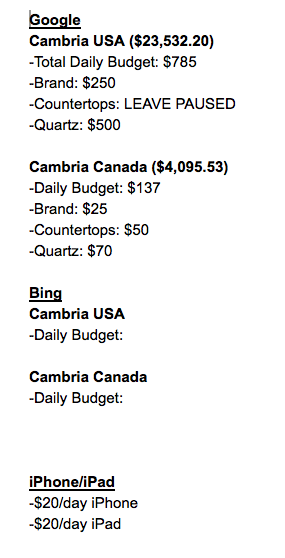 Google
Cambria USA ($23,532.20)
-Total Daily Budget: $785
-Brand: $250
-Countertops: LEAVE PAUSED
-Quartz: $500
Cambria Canada ($4,095.53)
-Daily Budget: $137
-Brand: $25
-Countertops: $50
-Quartz: $70
Bing
Cambria USA
-Daily Budget:
Cambria Canada
-Daily Budget:
iPhone/iPad
-$20/day iPhone
-$20/day iPad